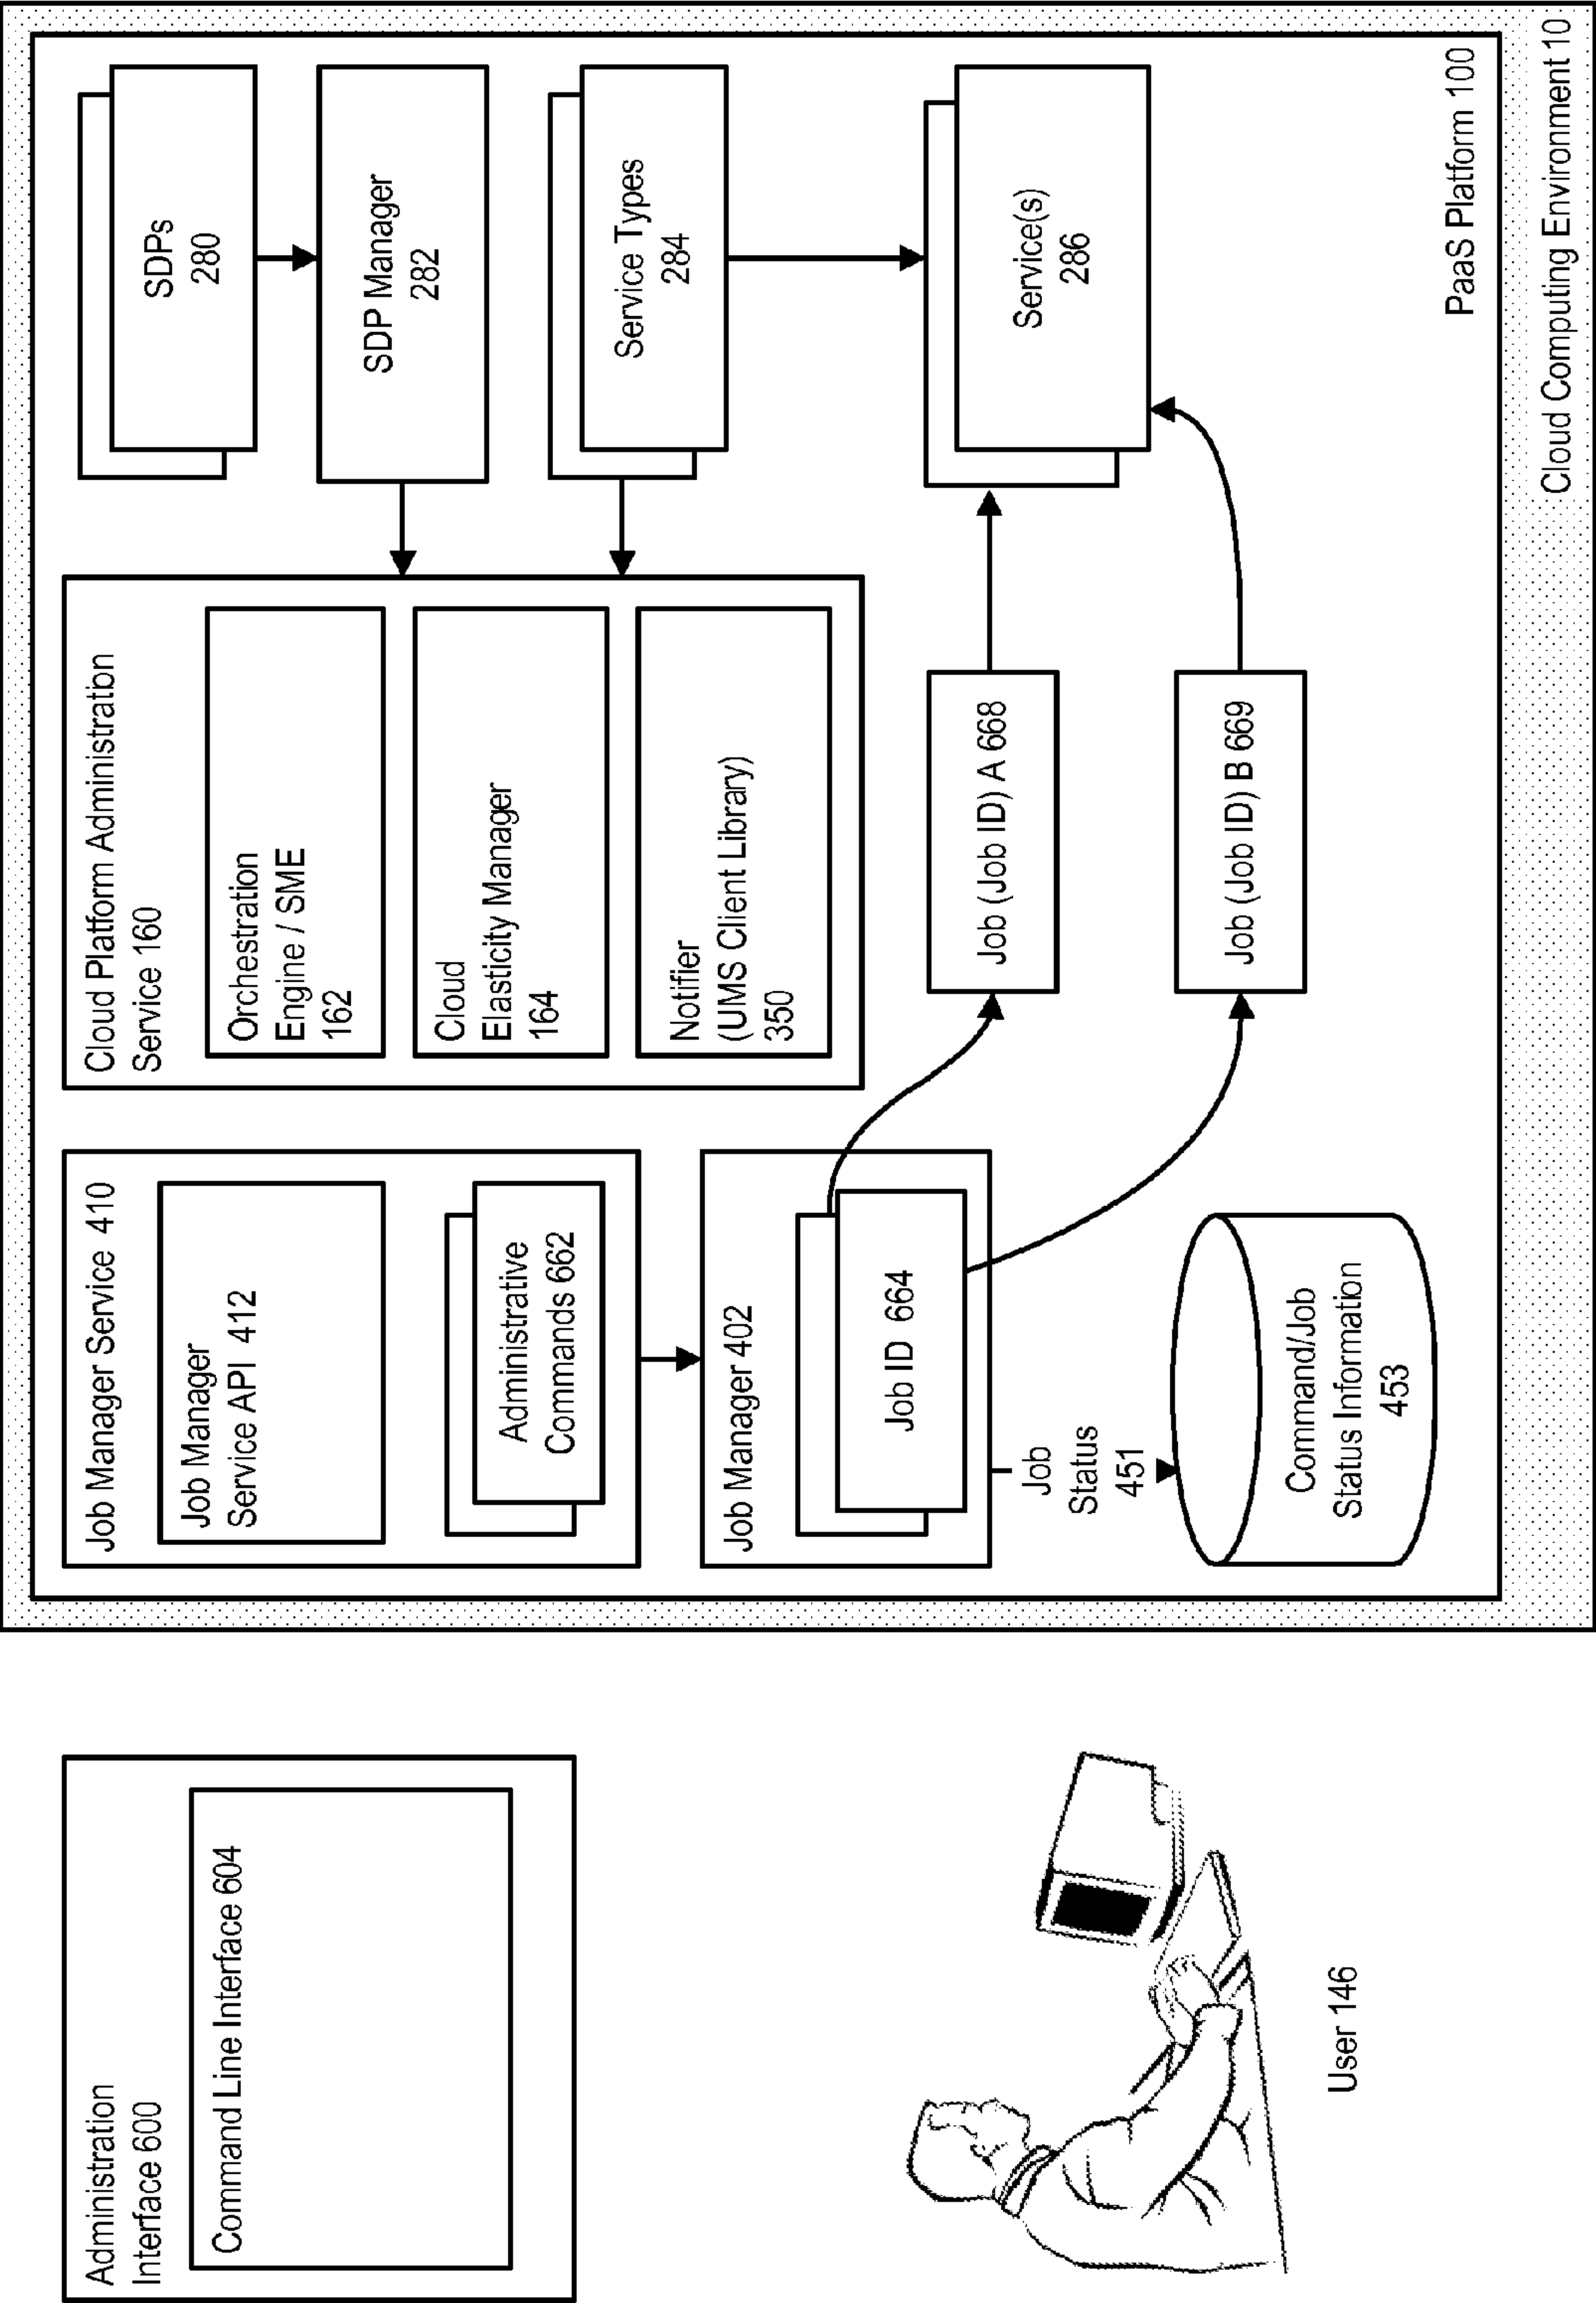 Administration
Interface 600
Command Line Interface 604
User 146
Job Manager Service 410
Job Manager
Service API 412
Administrative
Commands 662
Job Manager 402
Job ID 664
Job
Status
451
Command/Job
Status Information
453
Cloud Platform Administration
Service 160
Orchestration
Engine / SME
162
Cloud
Elasticity Manager
164
Notifier
(UMS Client Library)
350
Job (Job ID) A 668
Job (Job ID) B 669
SDPs
280
SDP Manager
282
Service Types
284
Service(s)
286
PaaS Platform 100
Cloud Computing Environment 10